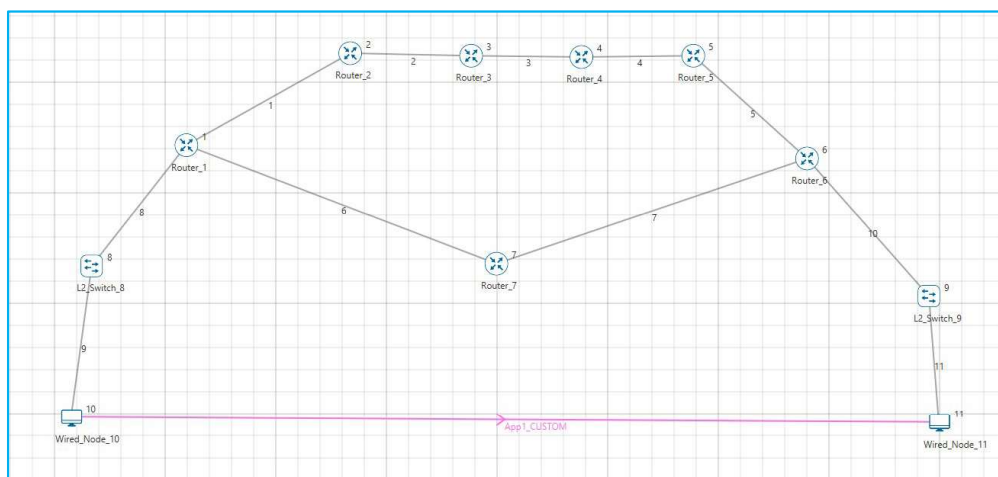 2
3
4
5
Router_2
2
Router_3
3
Router_4
4
Router_5
1
5
1
6
Router_1
Router_6
8
6
7
10
8
7
L2_Switch_8
Router_7
9
L2_Switch_9
9
11
10
11
App1_CUSTOM
Wired_Node_10
Wired_Node_11